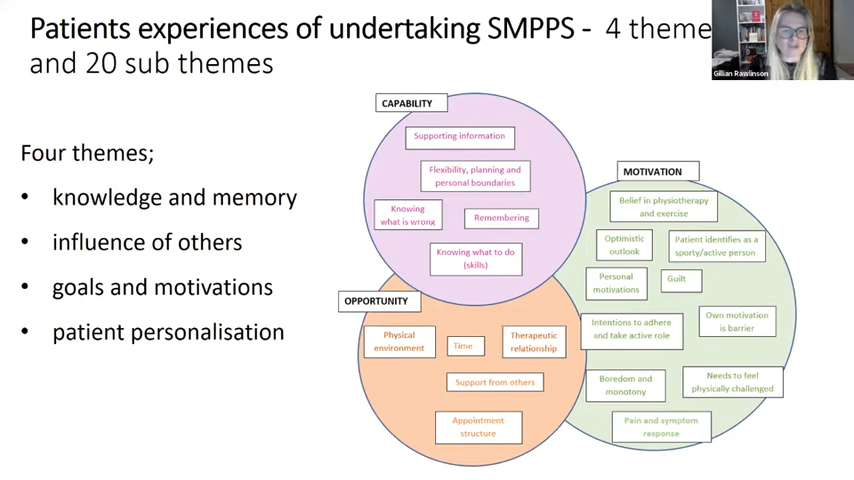 Patients experiences of undertaking SMPPS - 4 theme
and 20 sub themes
Gillian Rawlinson
Four themes;
• knowledge and memory
• influence of others
• goals and motivations
• patient personalisation
CAPABILITY
Supporting information
Flexibility, planning and
personal boundaries
Knowing
what is wrong
Remembering
Knowing what to do
(skills)
OPPORTUNITY
Physical
environment
Time
Therapeutic
relationship
Support from others
Appointment
structure
MOTIVATION
Belief in physiotherapy
and exercise
Optimistic
outlook
Patient identifies as a
sporty/active person
Personal
motivations
Guilt
Intentions to adhere
and take active role
Own motivation
is barrier
Boredom and
monotony
Needs to feel
physically challenged
Pain and symptom
response